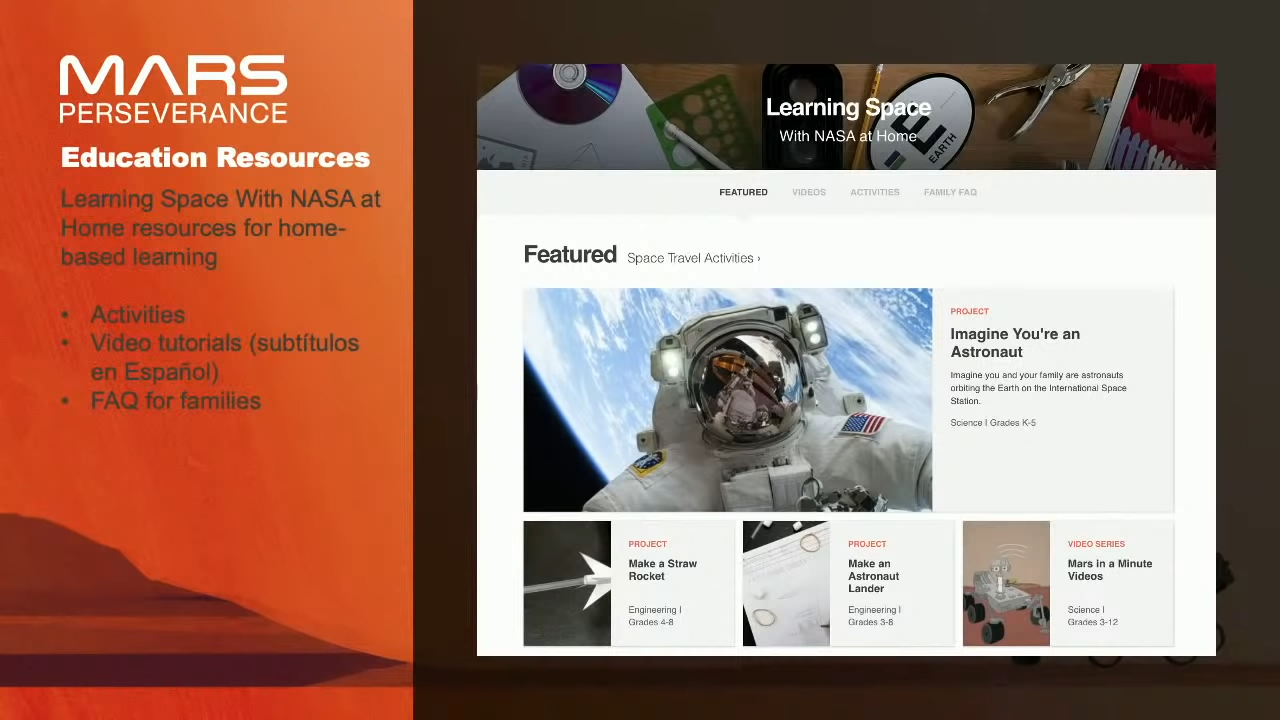 MARS
PERSEVERANCE
Education Resources
Learning Space With NASA at
Home resources for home-
based learning
• Activities
• Video tutorials (subtítulos
en Español)
• FAQ for families
Learning Space
With NASA at Home
EARTH
FEATURED VIDEOS ACTIVITIES FAMILY FAQ
Featured Space Travel Activities ›
PROJECT
Imagine You're an
Astronaut
Imagine you and your family are astronauts
orbiting the Earth on the International Space
Station.
Science | Grades K-5
PROJECT
Make a Straw
Rocket
Engineering |
Grades 4-8
PROJECT
Make an
Astronaut
Lander
Engineering |
Grades 3-8
VIDEO SERIES
Mars in a Minute
Videos
Science |
Grades 3-12